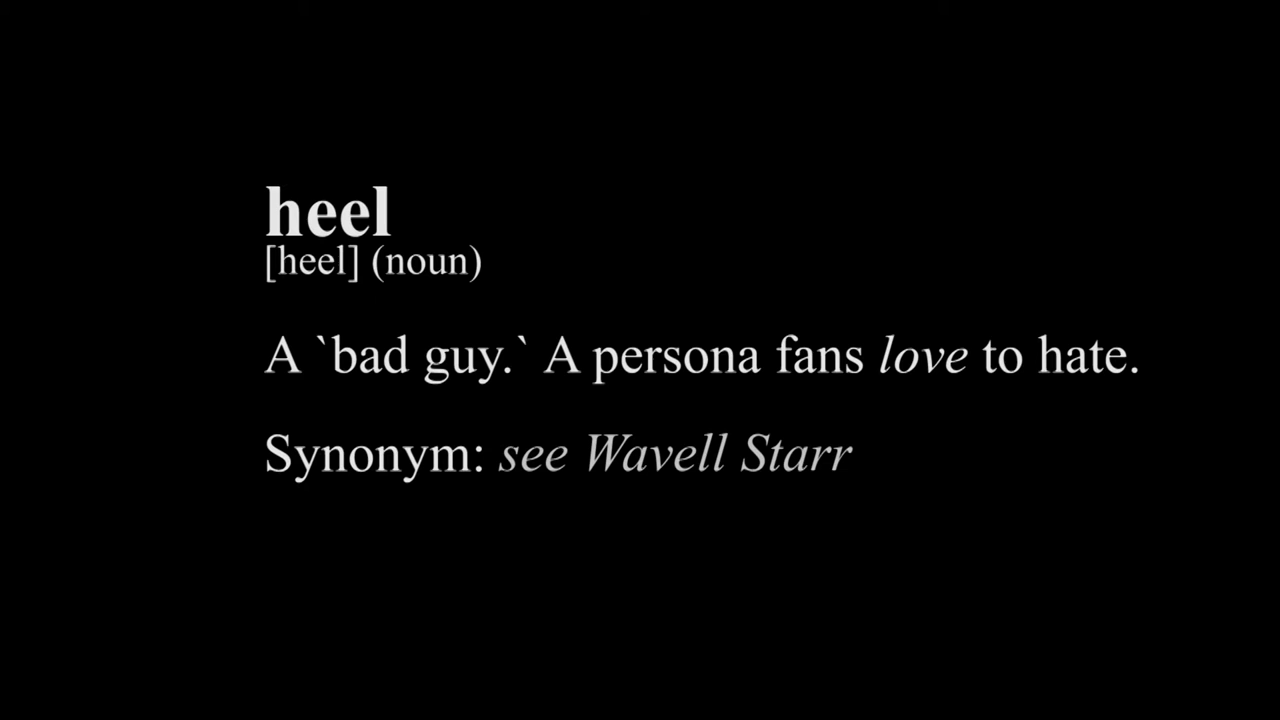 heel
[heel] (noun)
A `bad guy.` A persona fans love to hate.
Synonym: see Wavell Starr